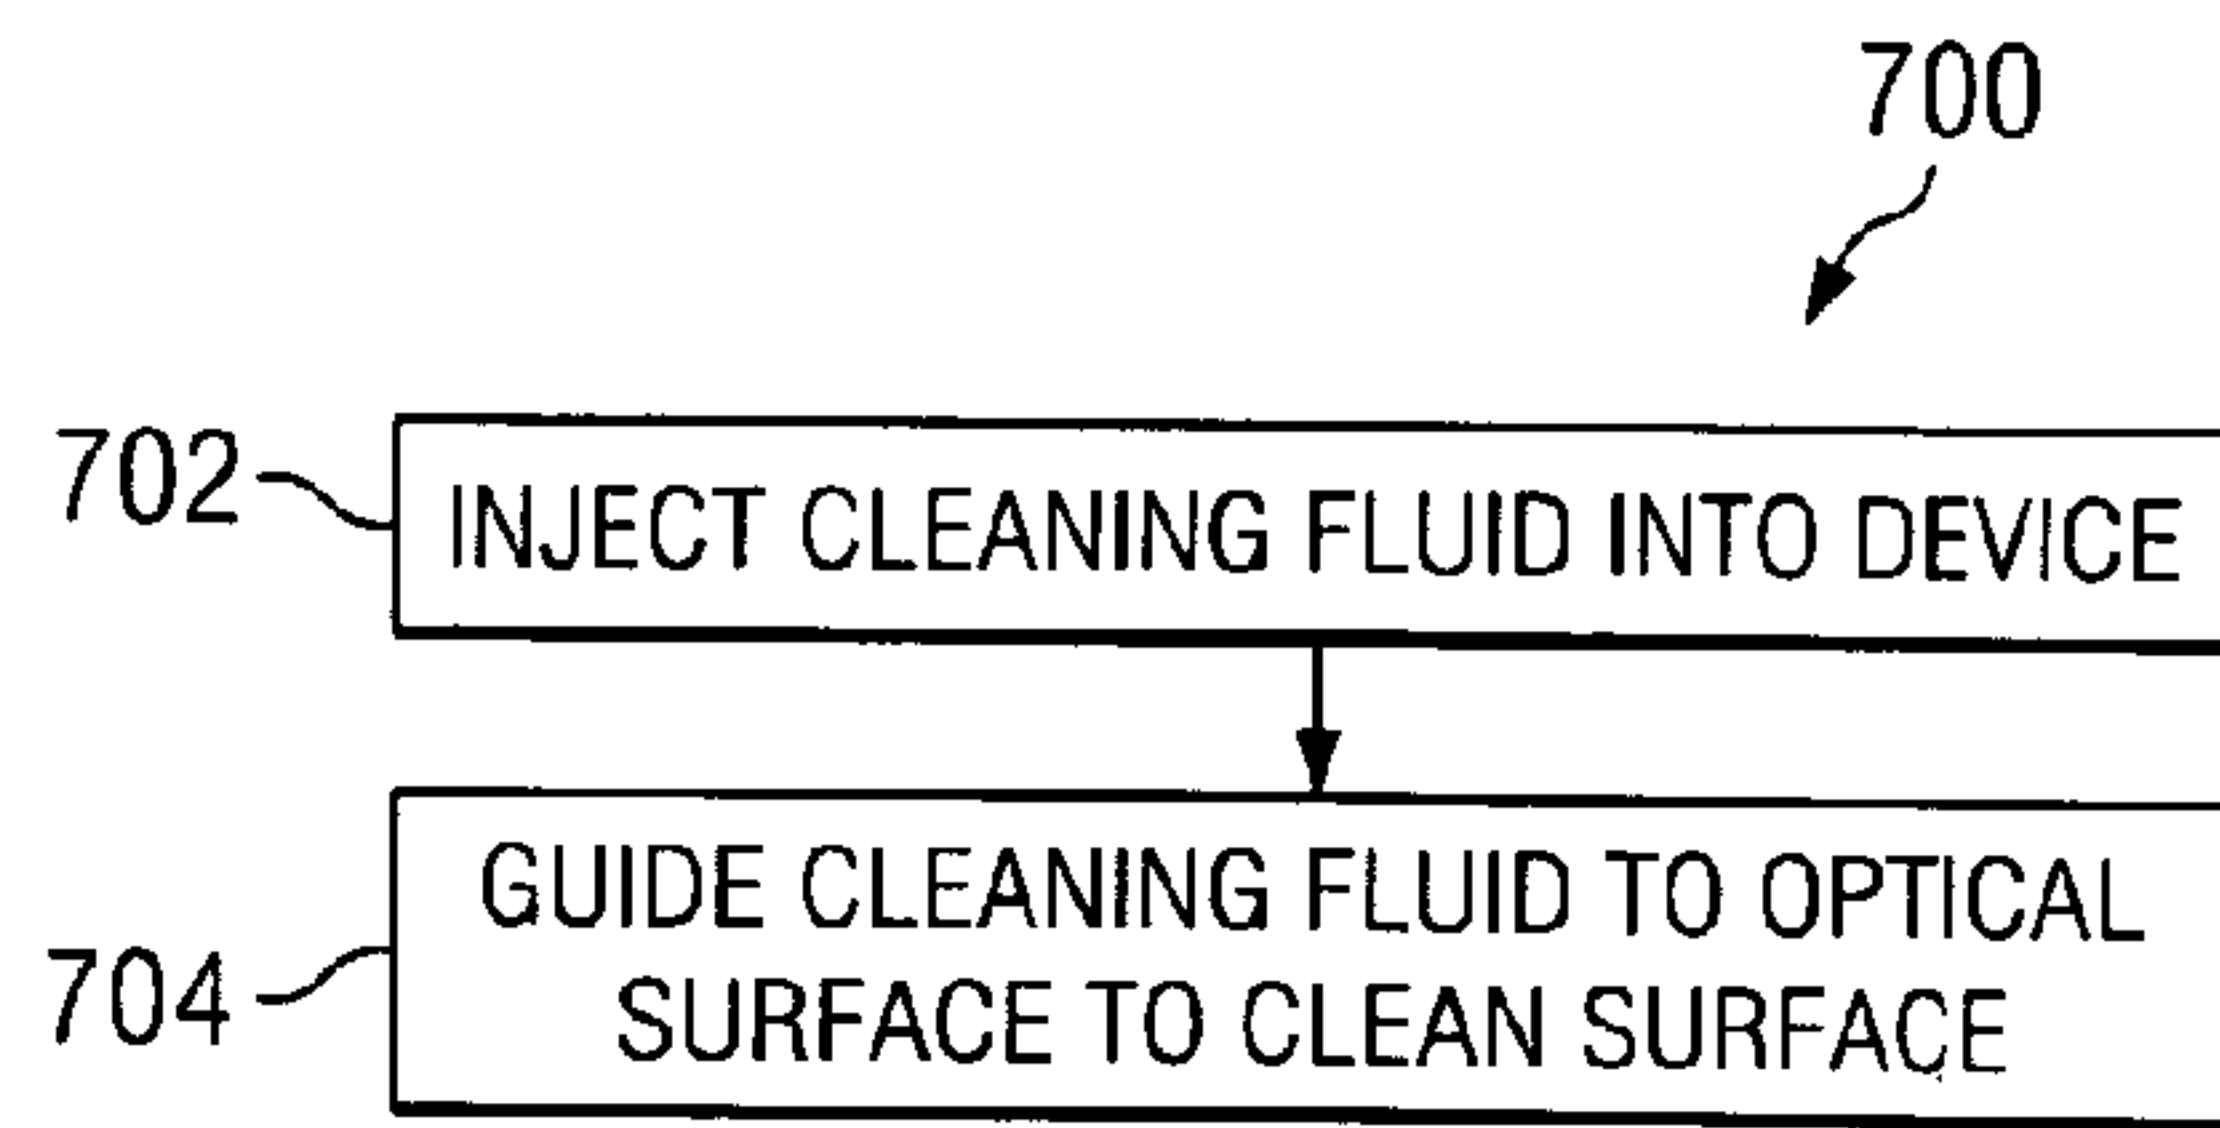 700
702
INJECT CLEANING FLUID INTO DEVICE
704
GUIDE CLEANING FLUID TO OPTICAL
SURFACE TO CLEAN SURFACE